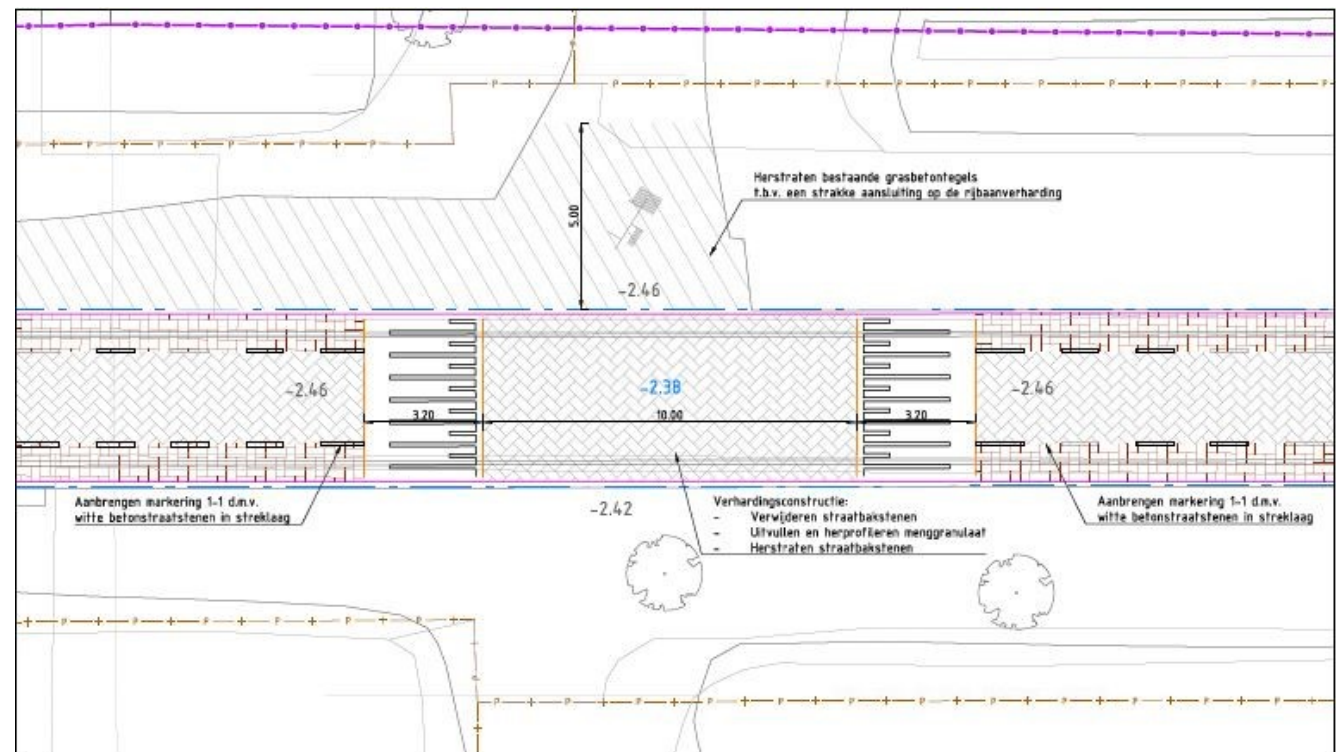 Herstraten bestaande grasbetontegels
t.b.v. een strakke aansluiting op de rijbaanverharding
5.00
-2.46
-2.46
-2.38
-2.46
3.20
10.00
3.20
Aanbrengen markering 1-1 d.m.v.
witte betonstraatstenen in streklaag
-2.42
Verhardingsconstructie:
- Verwijderen straatbakstenen
- Uitvullen en herprofileren menggranulaat
- Herstraten straatbakstenen
Aanbrengen markering 1-1 d.m.v.
witte betonstraatstenen in streklaag